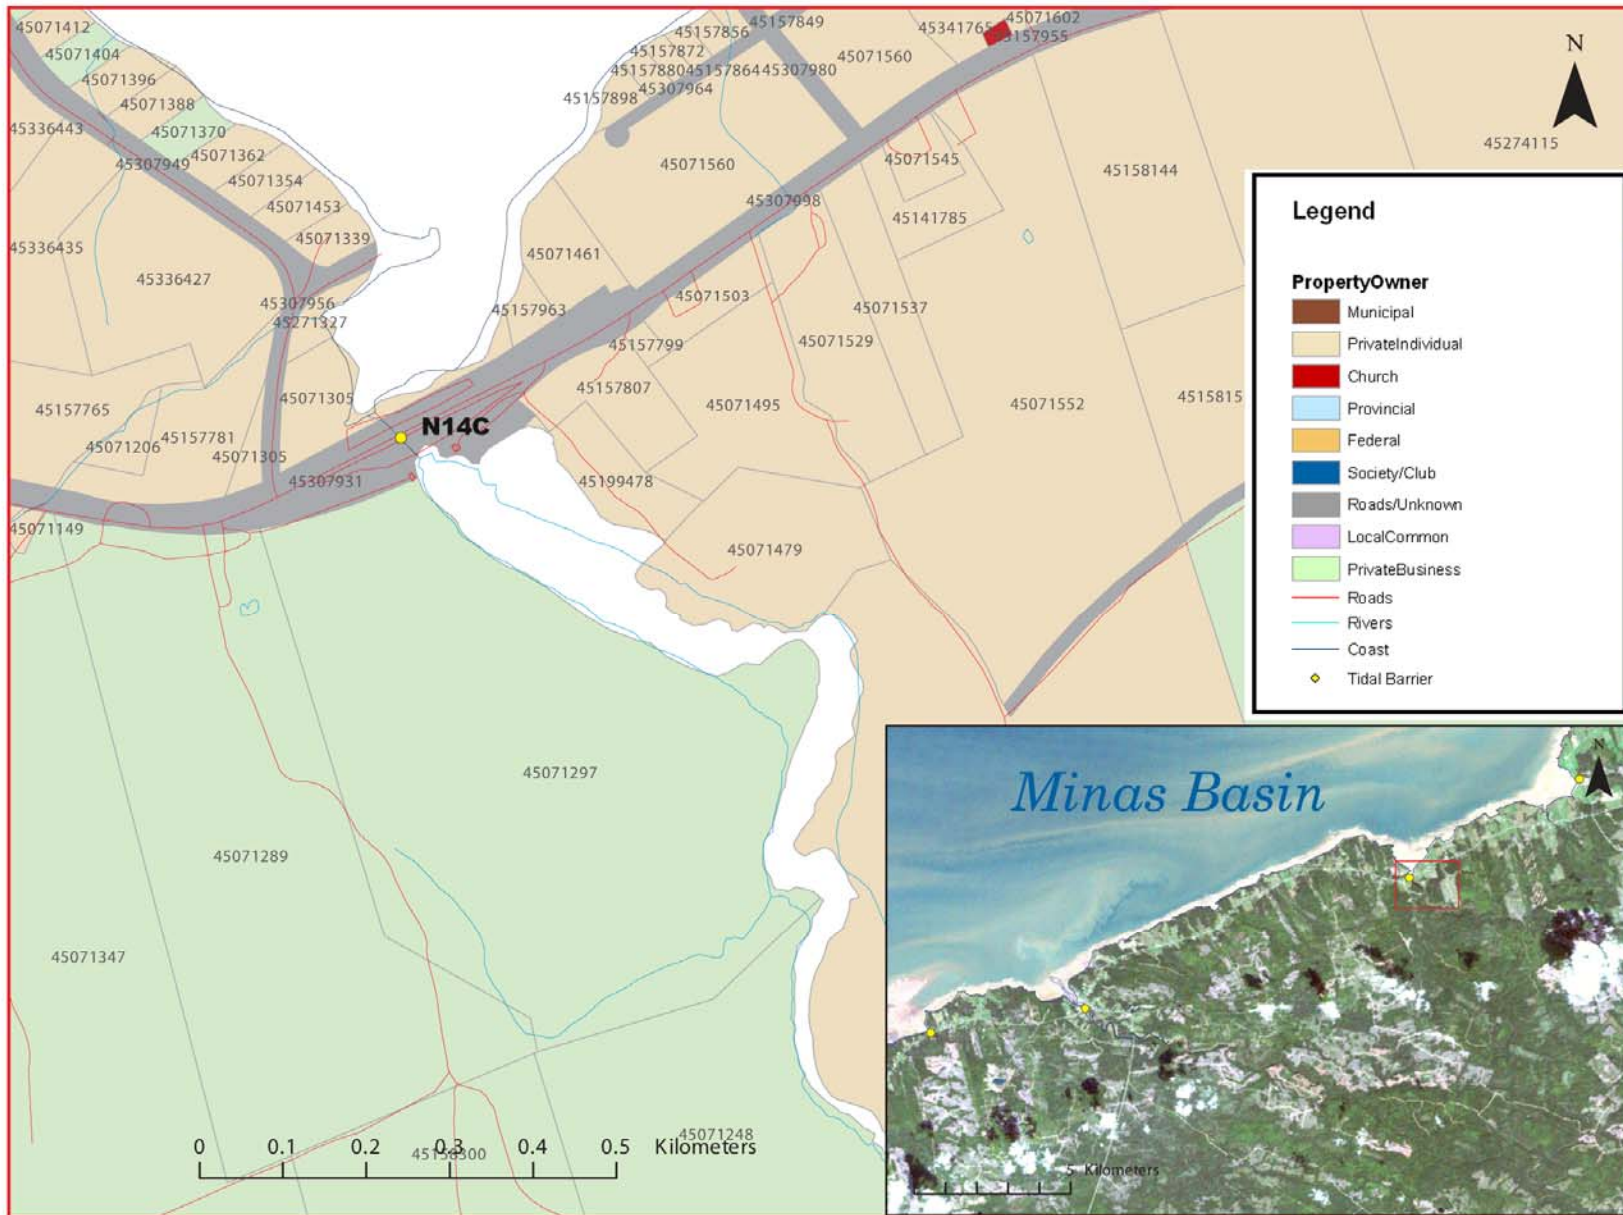 45071412
45071404
45071396
45071388
45071370
45336443
45307949
45071362
45071354
45071453
45071339
45336435
45336427
45307956
45271327
45157849
45157856
45157872
45157880
45157864
45307980
45307964
45157898
45071560
45341765
45071602
45157955
45071560
45307998
45071545
45141785
45158144
45274115
N
45071461
45157963
45071503
45157799
45071537
45071529
45157807
45071495
45071552
4515815
45157765
45071206
45157781
45071305
45071305
N14C
45307931
45199478
45071149
45071479
45071297
45071289
45071347
45071248
45158300
0 0.1 0.2 0.3 0.4 0.5 Kilometers
Legend
PropertyOwner
Municipal
PrivateIndividual
Church
Provincial
Federal
Society/Club
Roads/Unknown
LocalCommon
PrivateBusiness
Roads
Rivers
Coast
Tidal Barrier
Minas Basin
N
5 Kilometers